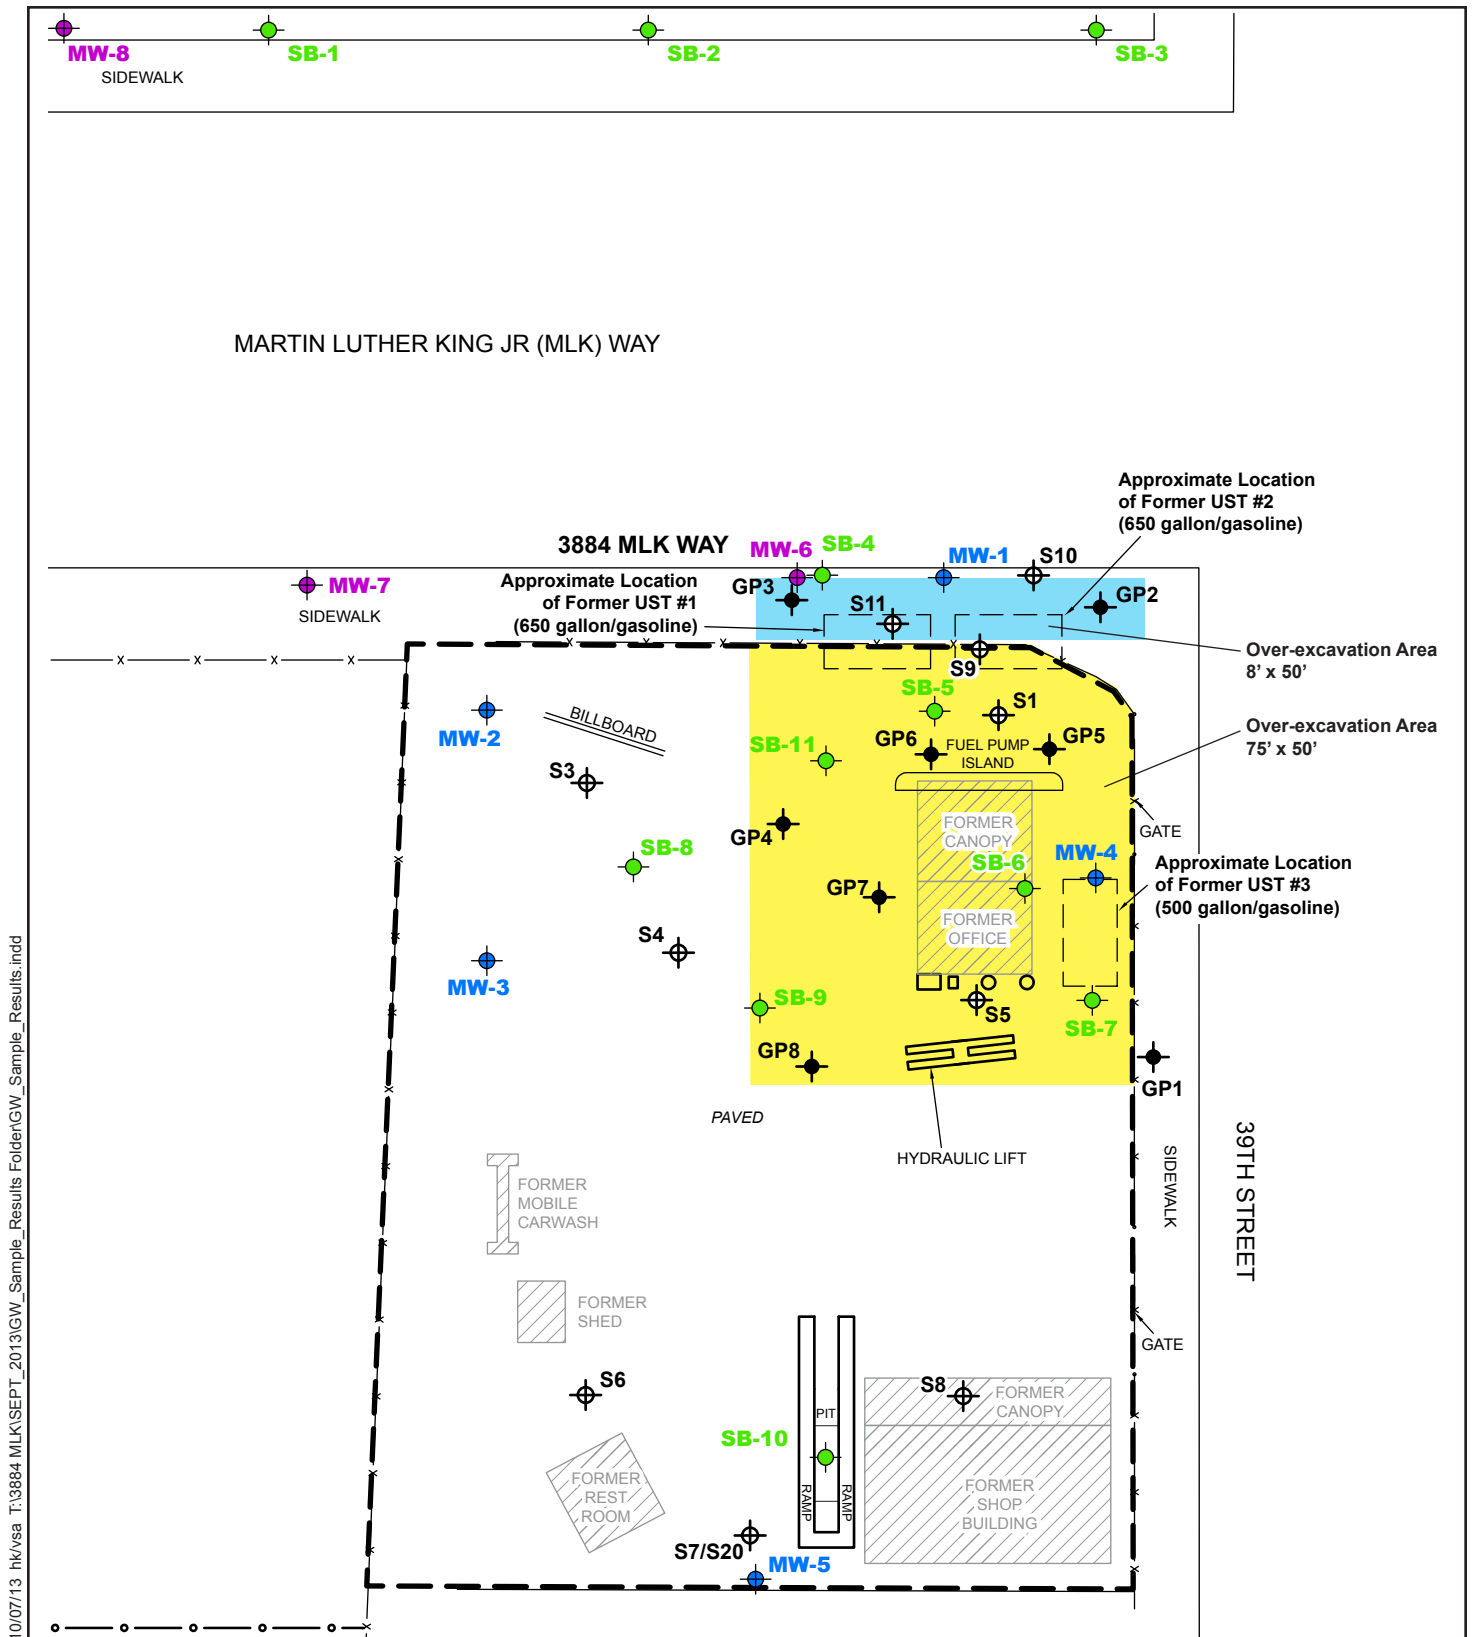 MW-8
SB-1
SB-2
SB-3
SIDEWALK
MARTIN LUTHER KING JR (MLK) WAY
Approximate Location
of Former UST #2
(650 gallon/gasoline)
3884 MLK WAY
MW-6
SB-4
MW-1
S10
MW-7
SIDEWALK
Approximate Location
of Former UST #1
(650 gallon/gasoline)
GP3
S11
GP2
S9
Over-excavation Area
8' x 50'
MW-2
BILLBOARD
SB-5
S1
Over-excavation Area
75' x 50'
SB-11
GP6
FUEL PUMP
ISLAND
GP5
S3
GP4
FORMER
CANOPY
GATE
SB-8
SB-6
MW-4
Approximate Location
of Former UST #3
(500 gallon/gasoline)
GP7
FORMER
OFFICE
S4
MW-3
SB-9
S5
SB-7
GP8
GP1
PAVED
HYDRAULIC LIFT
SIDEWALK
39TH STREET
FORMER
MOBILE
CARWASH
FORMER
SHED
GATE
S6
S8
FORMER
CANOPY
PIT
SB-10
RAMP
RAMP
FORMER
REST
ROOM
FORMER
SHOP
BUILDING
S7/S20
MW-5
10/07/13 hk/vsa T:\3884 MLK\SEPT_2013\GW_Sample_Results Folder\GW_Sample_Results.indd